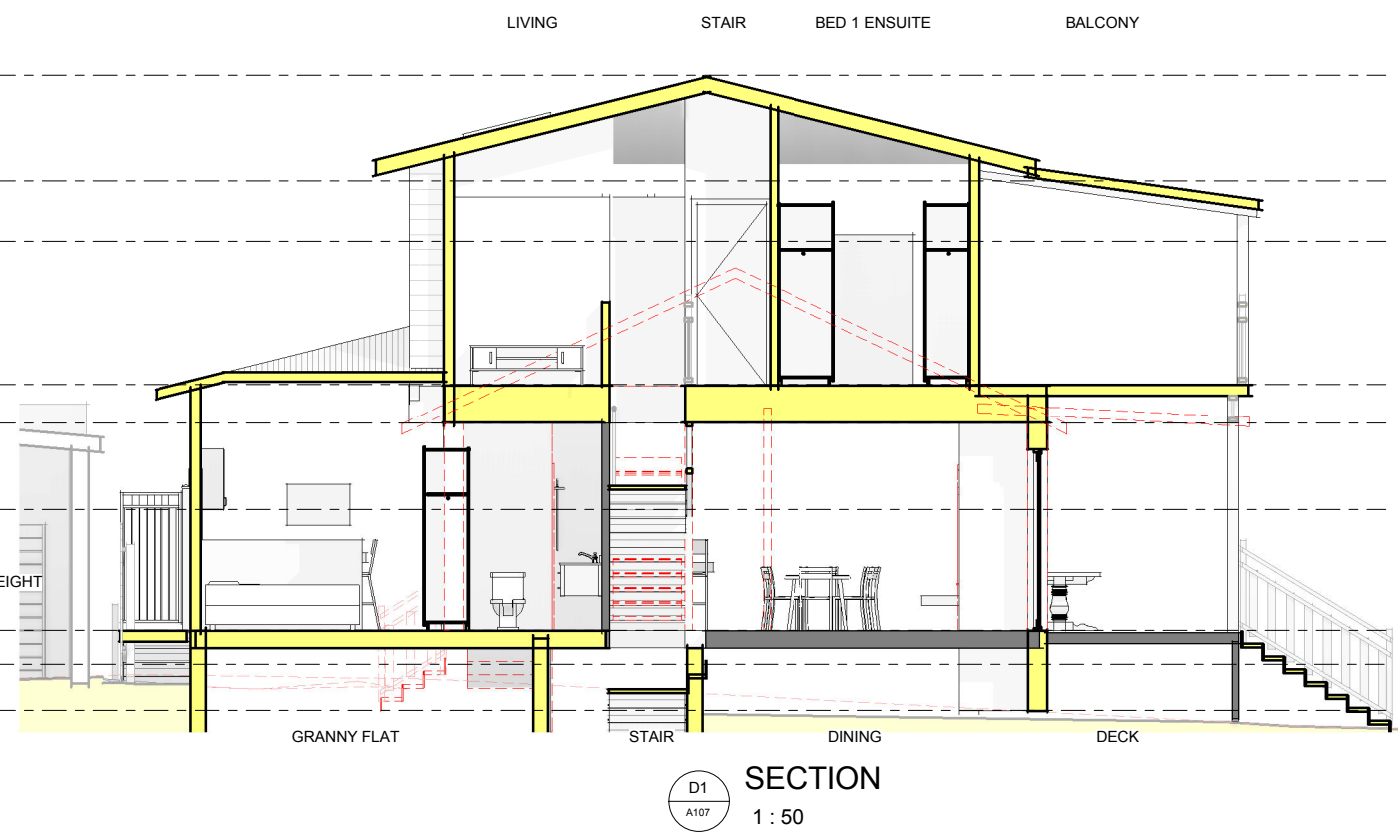 LIVING STAIR BED 1 ENSUITE BALCONY
EIGHT
GRANNY FLAT STAIR DINING DECK
D1
A107
SECTION
1 : 50